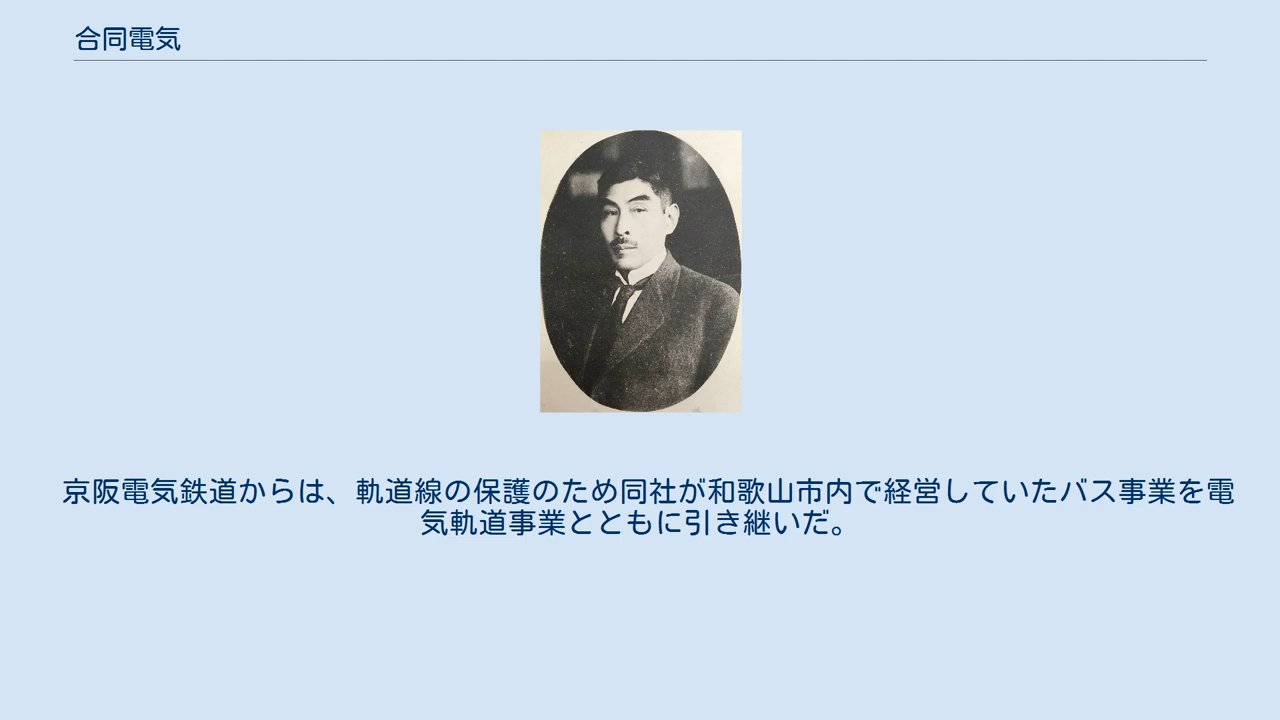 合同電気
京阪電気鉄道からは、軌道線の保護のため同社が和歌山市内で経営していたバス事業を電
気軌道事業とともに引き継いだ。